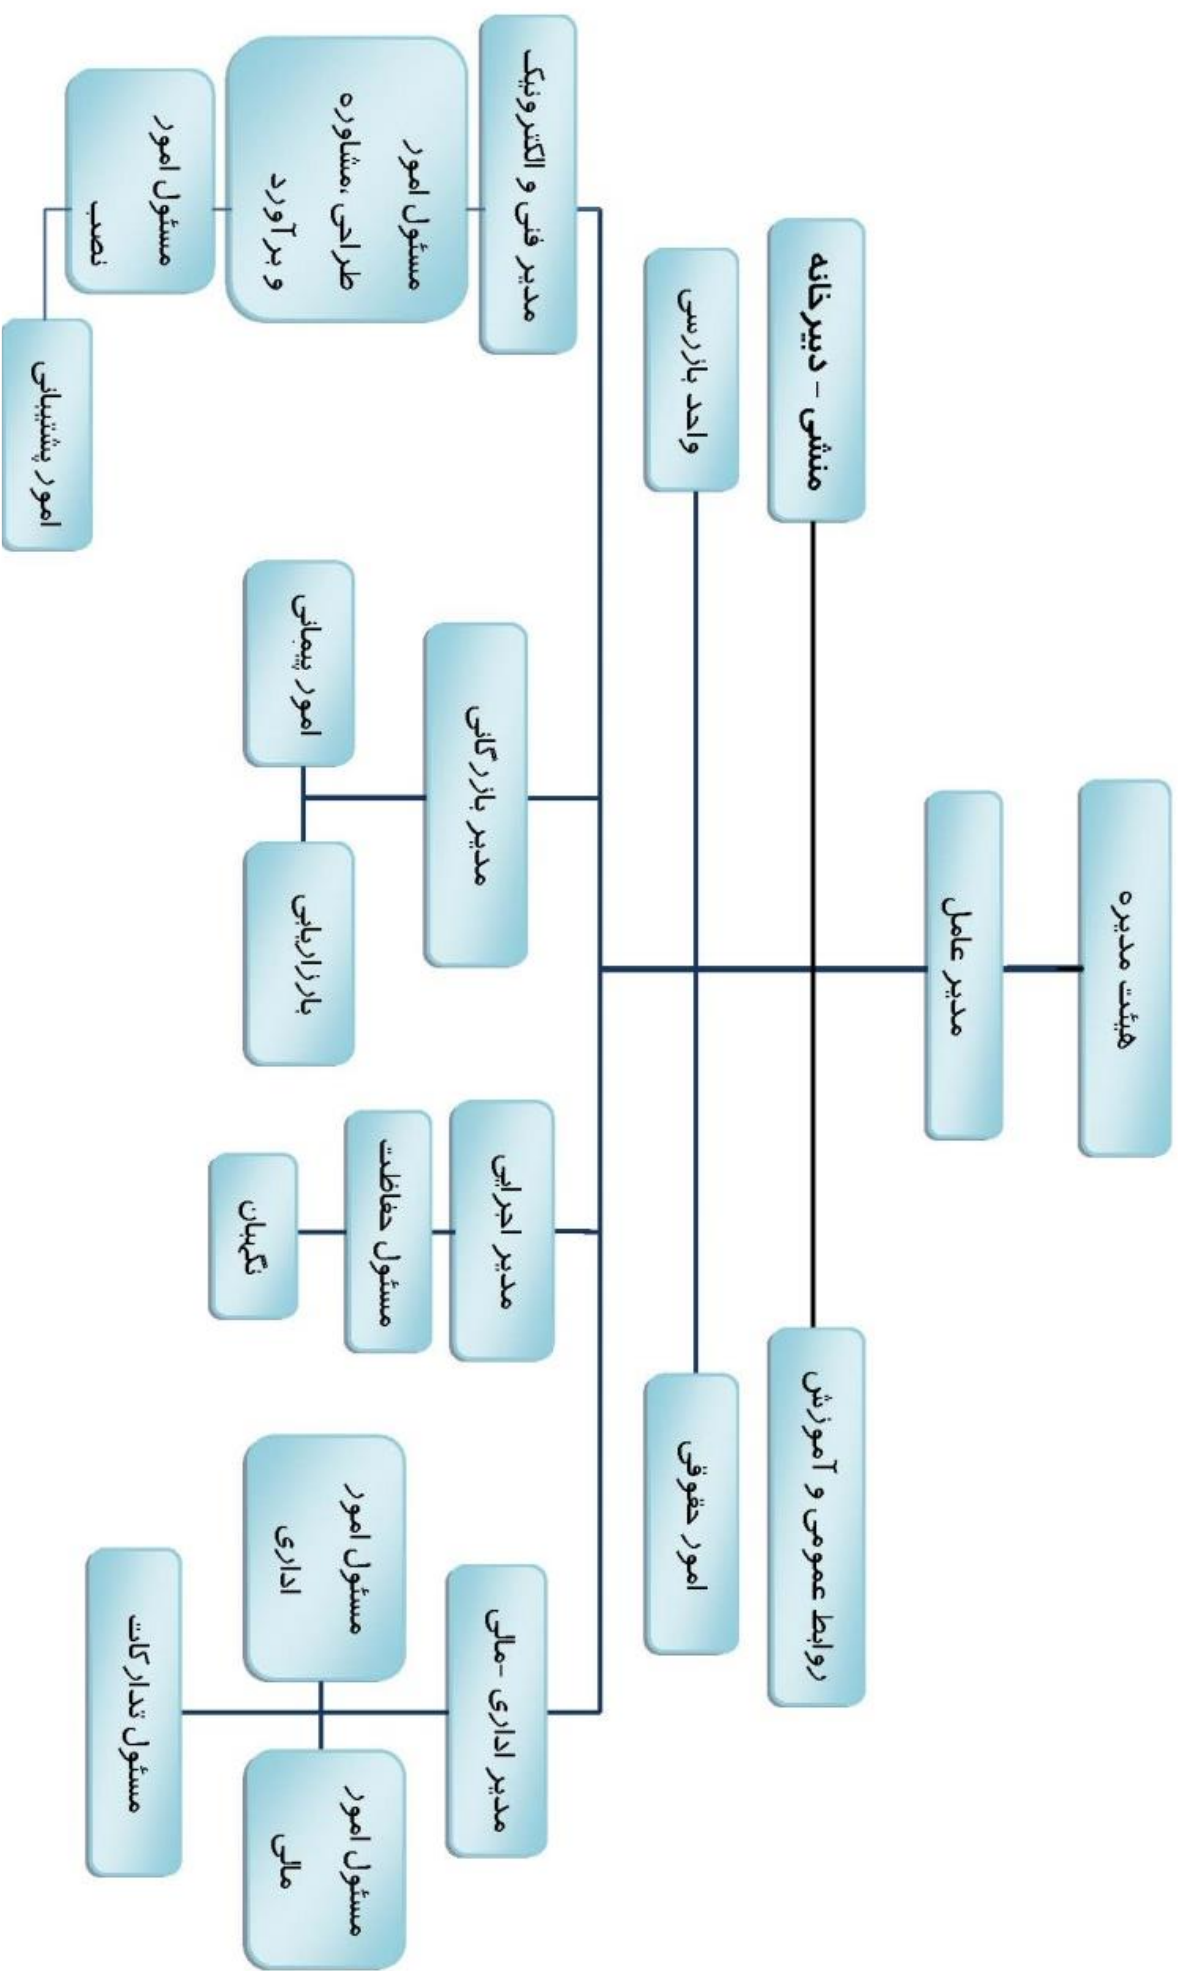 هیئت مدیره
مدیر عامل
منشی - دبیرخانه
روابط عمومی و آموزش
واحد بازرسی
امور حقوقی
مدیر فنی و الکترونیک
مسئول امور
طراحی ،مشاوره
و برآورد
مسئول امور
نصب
امور پشتیبانی
مدیر بازرگانی
امور پیمانی
بارزاریابی
مدیر اجرایی
مسئول حفاظت
نگهبان
مدیر اداری -مالی
مسئول امور
اداری
مسئول امور
مالی
مسئول تدارکات